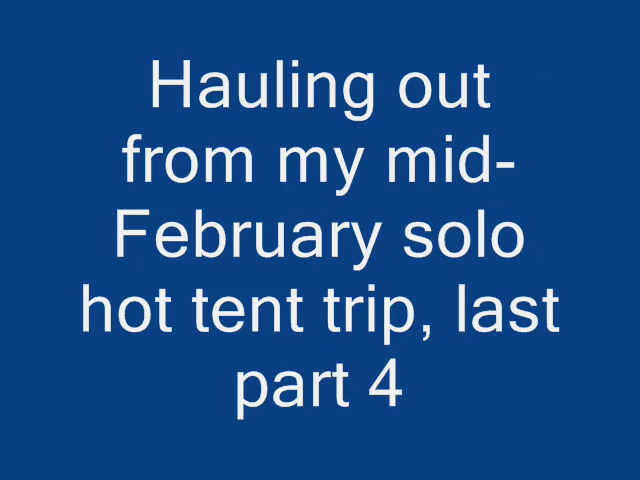 Hauling out
from my mid-
February solo
hot tent trip, last
part 4